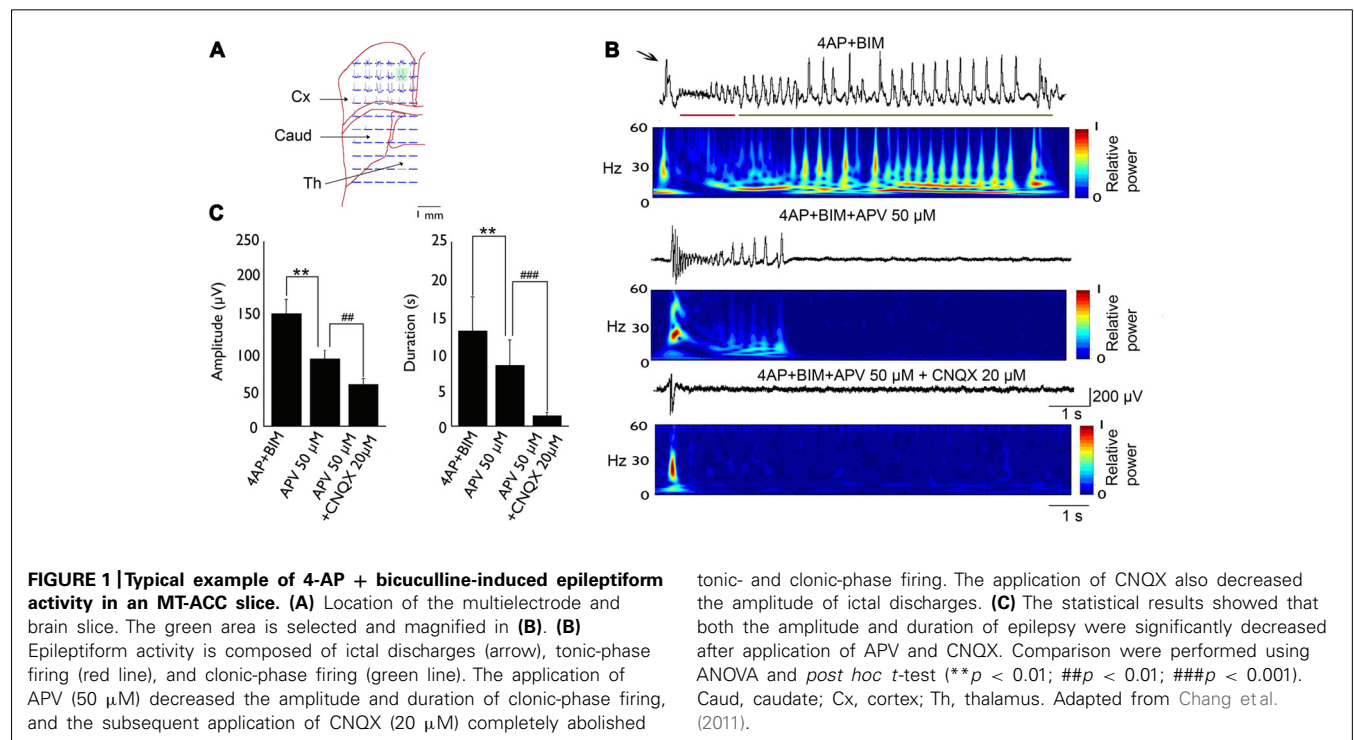 A
Cx
Caud
Th
1 mm
B
4AP+BIM
60
Hz 30
0
1
0
Relative
power
4AP+BIM+APV 50 μM
60
Hz 30
0
1
0
Relative
power
4AP+BIM+APV 50 μM + CNQX 20 μM
200 μV
1 s
60
Hz 30
0
1
0
Relative
power
1 s
C
250
200
150
100
50
0
Amplitude (μV)
**
##
4AP+BIM
APV 50 μM
APV 50 μM
+CNQX 20μM
25
20
15
10
5
0
Duration (s)
**
###
4AP+BIM
APV 50 μM
APV 50 μM
+CNQX 20μM
FIGURE 1 | Typical example of 4-AP + bicuculline-induced epileptiform
activity in an MT-ACC slice. (A) Location of the multielectrode and
brain slice. The green area is selected and magnified in (B). (B)
Epileptiform activity is composed of ictal discharges (arrow), tonic-phase
firing (red line), and clonic-phase firing (green line). The application of
APV (50 μM) decreased the amplitude and duration of clonic-phase firing,
and the subsequent application of CNQX (20 μM) completely abolished
tonic- and clonic-phase firing. The application of CNQX also decreased
the amplitude of ictal discharges. (C) The statistical results showed that
both the amplitude and duration of epilepsy were significantly decreased
after application of APV and CNQX. Comparison were performed using
ANOVA and post hoc t-test (**p < 0.01; ##p < 0.01; ###p < 0.001).
Caud, caudate; Cx, cortex; Th, thalamus. Adapted from Chang et al.
(2011).